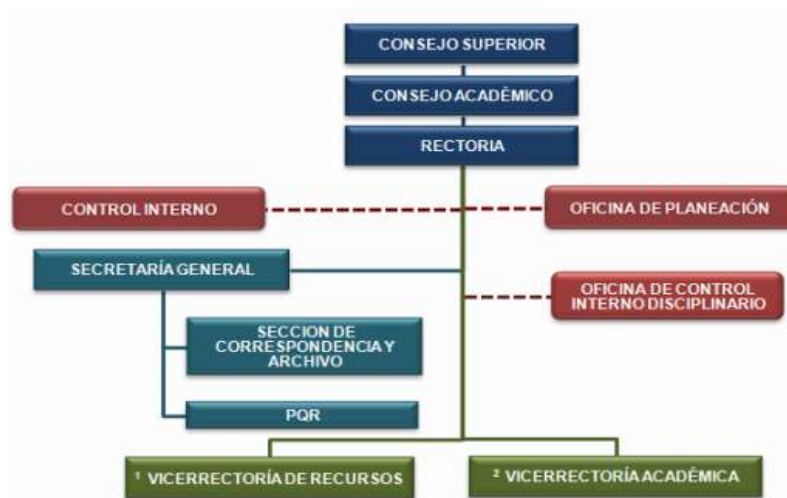 CONSEJO SUPERIOR
CONSEJO ACADÉMICO
RECTORIA
CONTROL INTERNO
OFICINA DE PLANEACIÓN
SECRETARÍA GENERAL
OFICINA DE CONTROL
INTERNO DISCIPLINARIO
SECCION DE
CORRESPONDENCIA Y
ARCHIVO
PQR
¹ VICERRECTORÍA DE RECURSOS
² VICERRECTORÍA ACADÉMICA